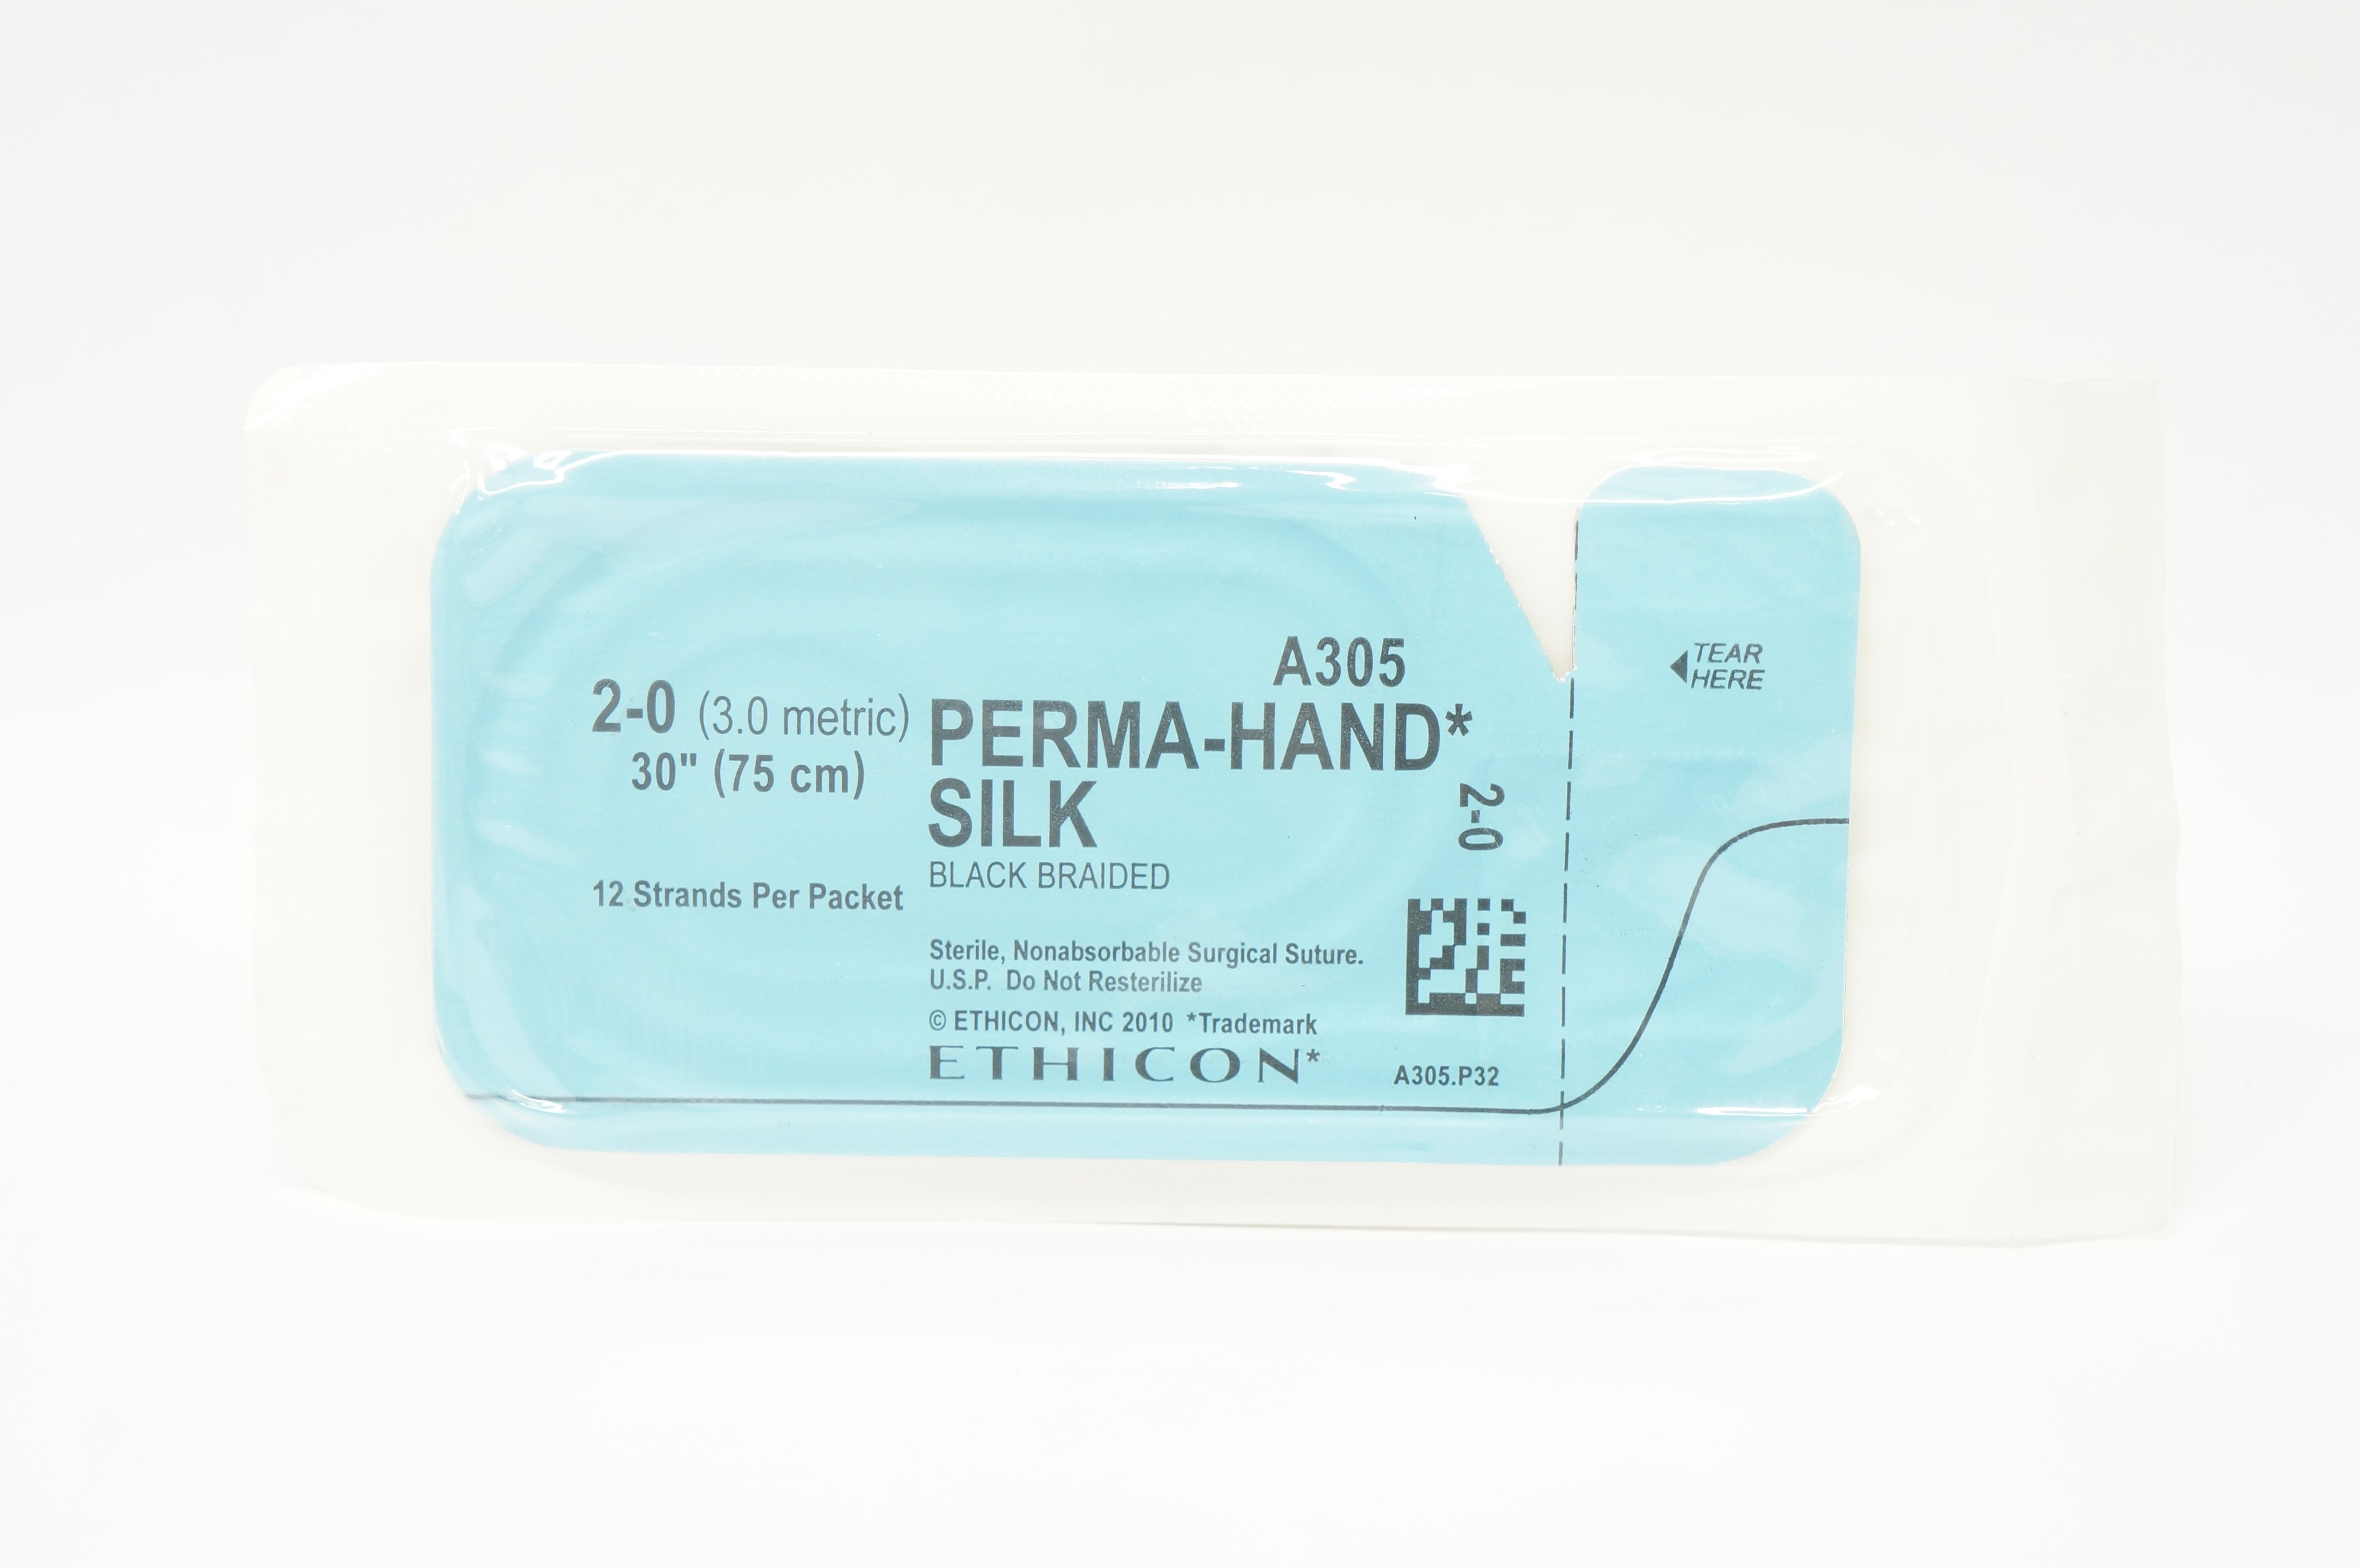 A305
2-0 (3.0 metric)
30" (75 cm)
PERMA-HAND*
SILK
BLACK BRAIDED
2-0
12 Strands Per Packet
Sterile, Nonabsorbable Surgical Suture.
U.S.P. Do Not Resterilize
© ETHICON, INC 2010 *Trademark
ETHICON*
A305.P32
TEAR
HERE